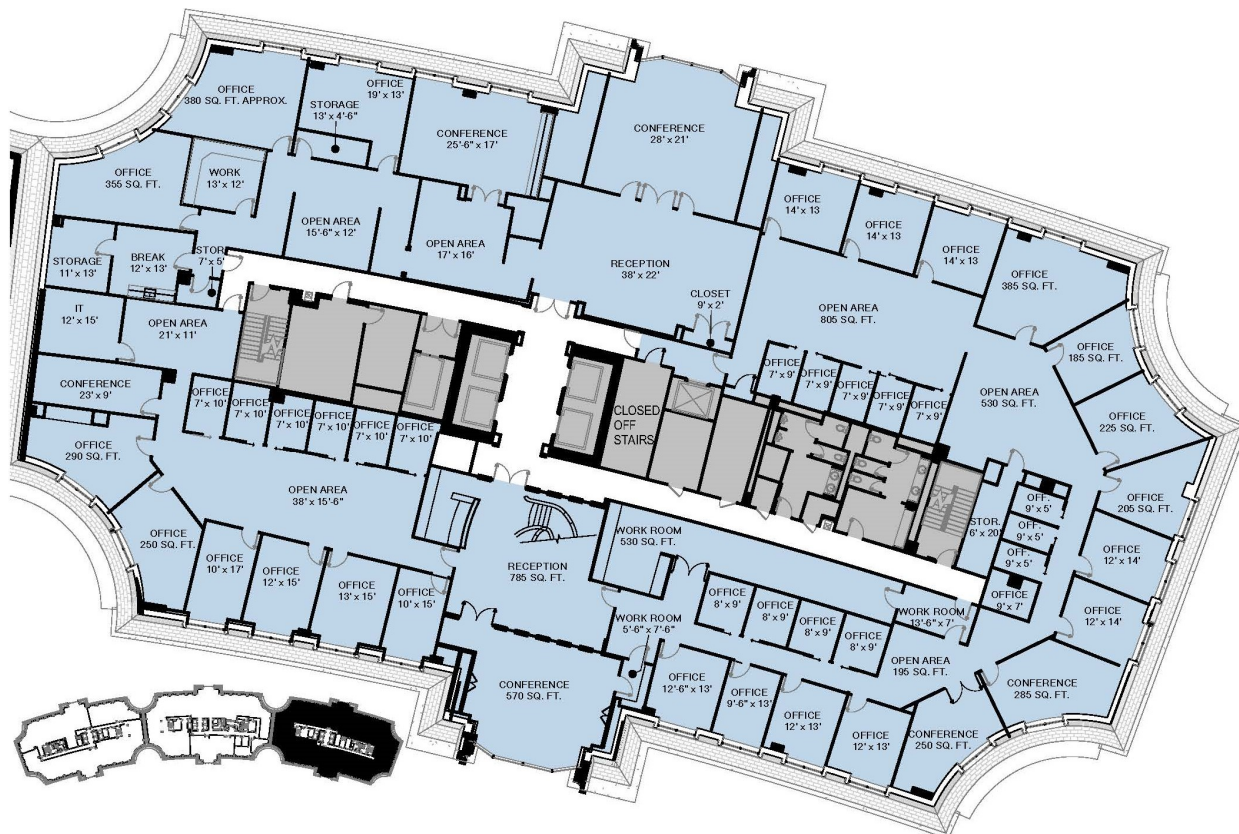 OFFICE
380 SQ. FT. APPROX.
OFFICE
19' x 13'
STORAGE
13' x 4'-6"
CONFERENCE
25'-6" x 17'
CONFERENCE
28' x 21'
OFFICE
355 SQ. FT.
WORK
13' x 12'
OPEN AREA
15'-6" x 12'
OPEN AREA
17' x 16'
RECEPTION
38' x 22'
CLOSET
9' x 2'
OFFICE
14' x 13
OFFICE
14' x 13
OFFICE
14' x 13
OFFICE
385 SQ. FT.
STORAGE
11' x 13'
BREAK
12' x 13'
STOR.
7' x 5'
IT
12' x 15'
OPEN AREA
21' x 11'
OPEN AREA
805 SQ. FT.
OFFICE
185 SQ. FT.
OPEN AREA
530 SQ. FT.
OFFICE
225 SQ. FT.
OFFICE
7' x 9'
OFFICE
7' x 9'
OFFICE
7' x 9'
OFFICE
7' x 9'
OFFICE
7' x 9'
CONFERENCE
23' x 9'
OFFICE
7' x 10'
OFFICE
7' x 10'
OFFICE
7' x 10'
OFFICE
7' x 10'
OFFICE
7' x 10'
OFFICE
7' x 10'
CLOSED
OFF
STAIRS
OFFICE
290 SQ. FT.
OPEN AREA
38' x 15'-6"
OFFICE
250 SQ. FT.
OFFICE
10' x 17'
OFFICE
12' x 15'
OFFICE
13' x 15'
OFFICE
10' x 15'
RECEPTION
785 SQ. FT.
WORK ROOM
530 SQ. FT.
STOR.
6' x 20'
OFF.
9' x 5'
OFF.
9' x 5'
OFF.
9' x 5'
OFFICE
9' x 7'
OFFICE
205 SQ. FT.
OFFICE
12' x 14'
OFFICE
12' x 14'
WORK ROOM
5'-6" x 7'-6"
OFFICE
8' x 9'
OFFICE
8' x 9'
OFFICE
8' x 9'
OFFICE
8' x 9'
WORK ROOM
13'-6" x 7'
OPEN AREA
195 SQ. FT.
CONFERENCE
285 SQ. FT.
CONFERENCE
570 SQ. FT.
OFFICE
12'-6" x 13'
OFFICE
9'-6" x 13'
OFFICE
12' x 13'
OFFICE
12' x 13'
CONFERENCE
250 SQ. FT.